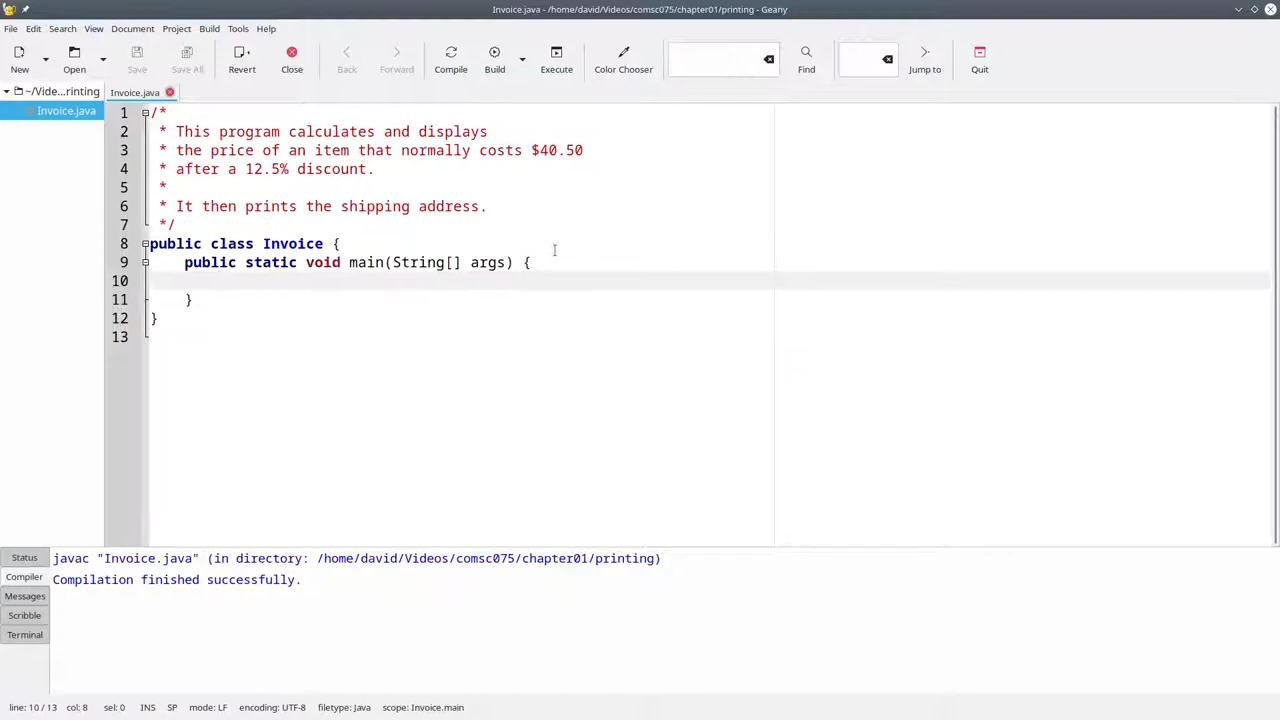 Invoice.java - /home/david/Videos/comsc075/chapter01/printing - Geany
File Edit Search View Document Project Build Tools Help
New Open Save Save All Revert Close Back Forward Compile Build Execute Color Chooser Find Jump to Quit
~/Vide...rinting
Invoice.java
Invoice.java
1 /*
2 * This program calculates and displays
3 * the price of an item that normally costs $40.50
4 * after a 12.5% discount.
5 *
6 * It then prints the shipping address.
7 */
8 public class Invoice {
9 public static void main(String[] args) {
10
11 }
12 }
13
Status
Compiler
Messages
Scribble
Terminal
javac "Invoice.java" (in directory: /home/david/Videos/comsc075/chapter01/printing)
Compilation finished successfully.
line: 10 / 13 col: 8 sel: 0 INS SP mode: LF encoding: UTF-8 filetype: Java scope: Invoice.main